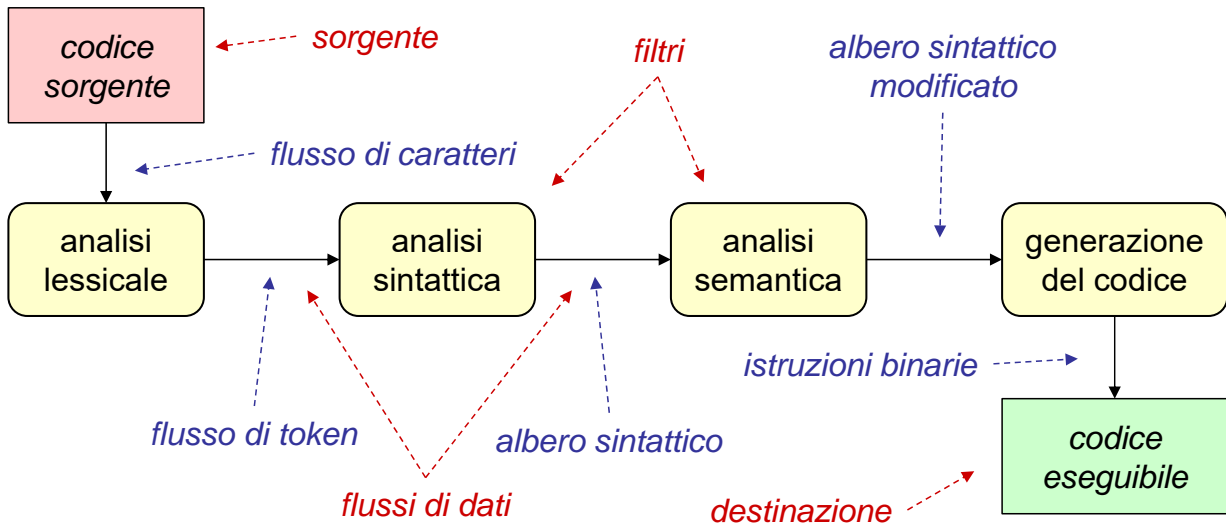 codice
sorgente
sorgente
filtri
albero sintattico
modificato
flusso di caratteri
analisi
lessicale
analisi
sintattica
analisi
semantica
generazione
del codice
istruzioni binarie
flusso di token
albero sintattico
flussi di dati
codice
eseguibile
destinazione